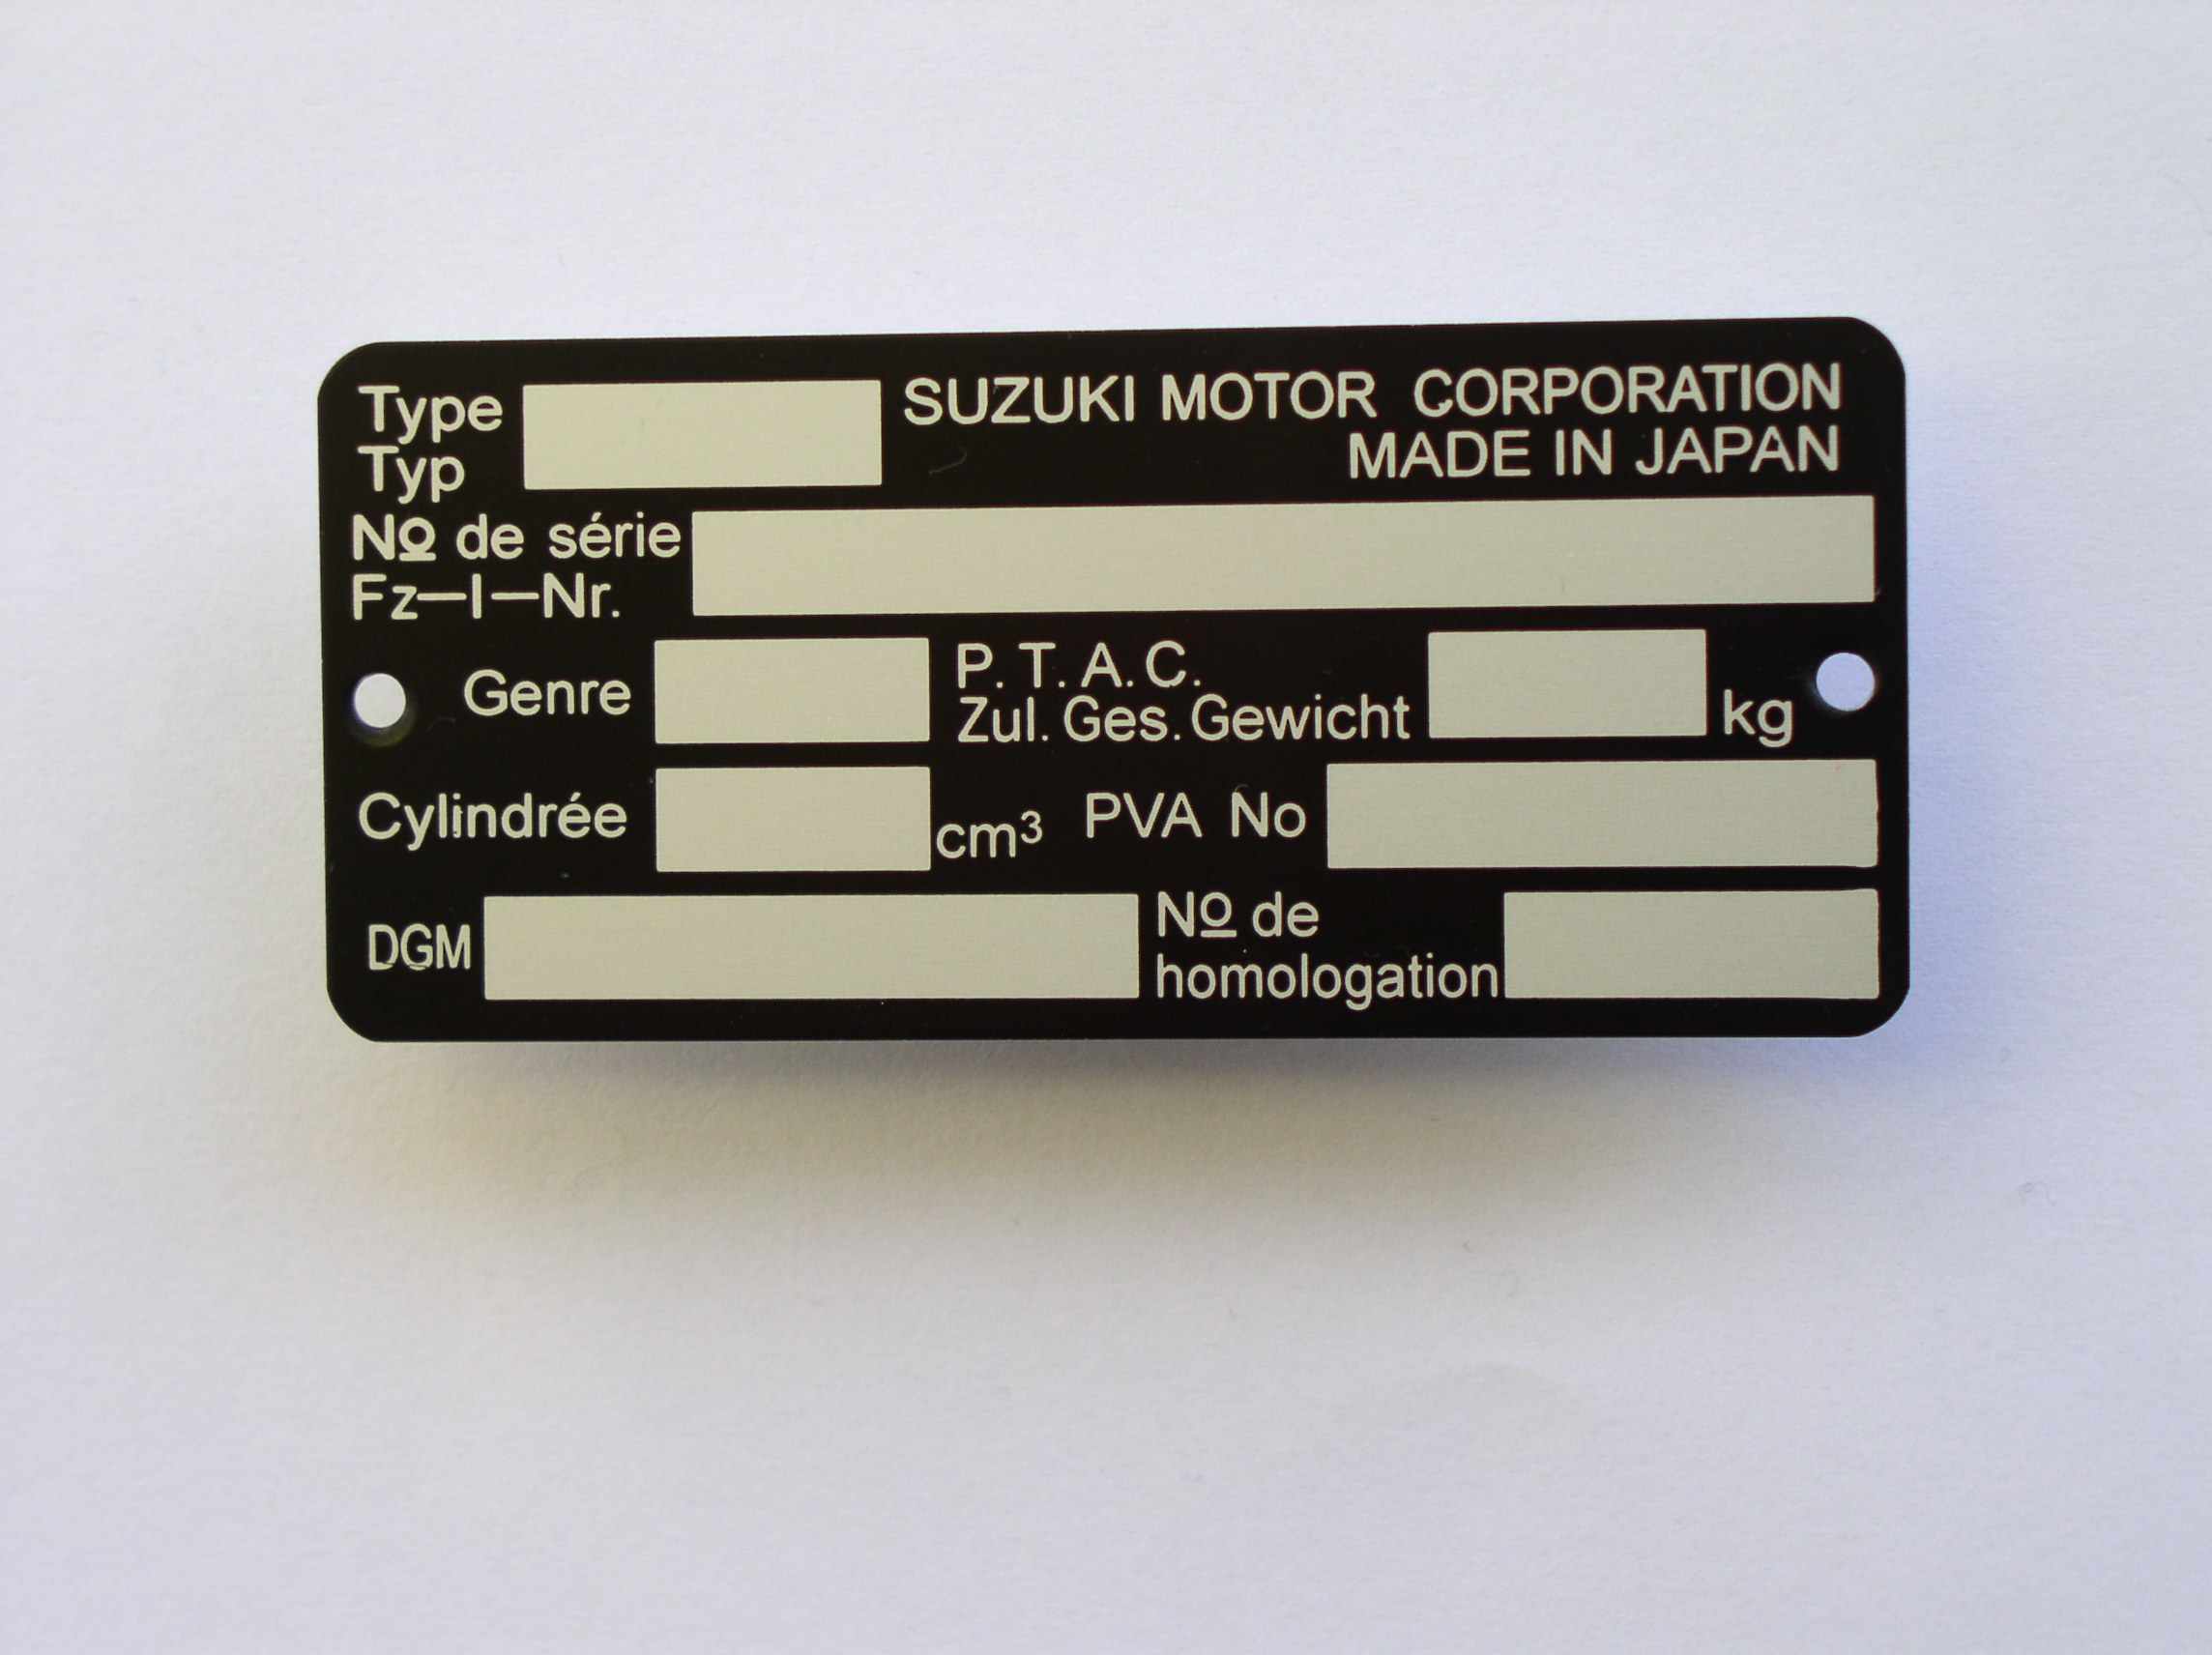 Type SUZUKI MOTOR CORPORATION
Typ MADE IN JAPAN
Nº de série
Fz–I–Nr.
Genre P.T.A.C.
Zul. Ges. Gewicht kg
Cylindrée cm³ PVA No
DGM Nº de
homologation